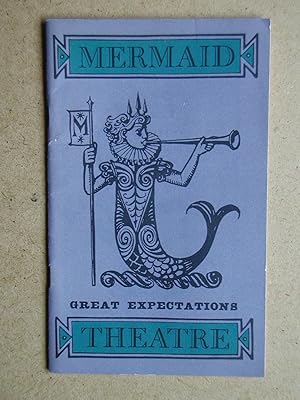 MERMAID
M
GREAT EXPECTATIONS
THEATRE